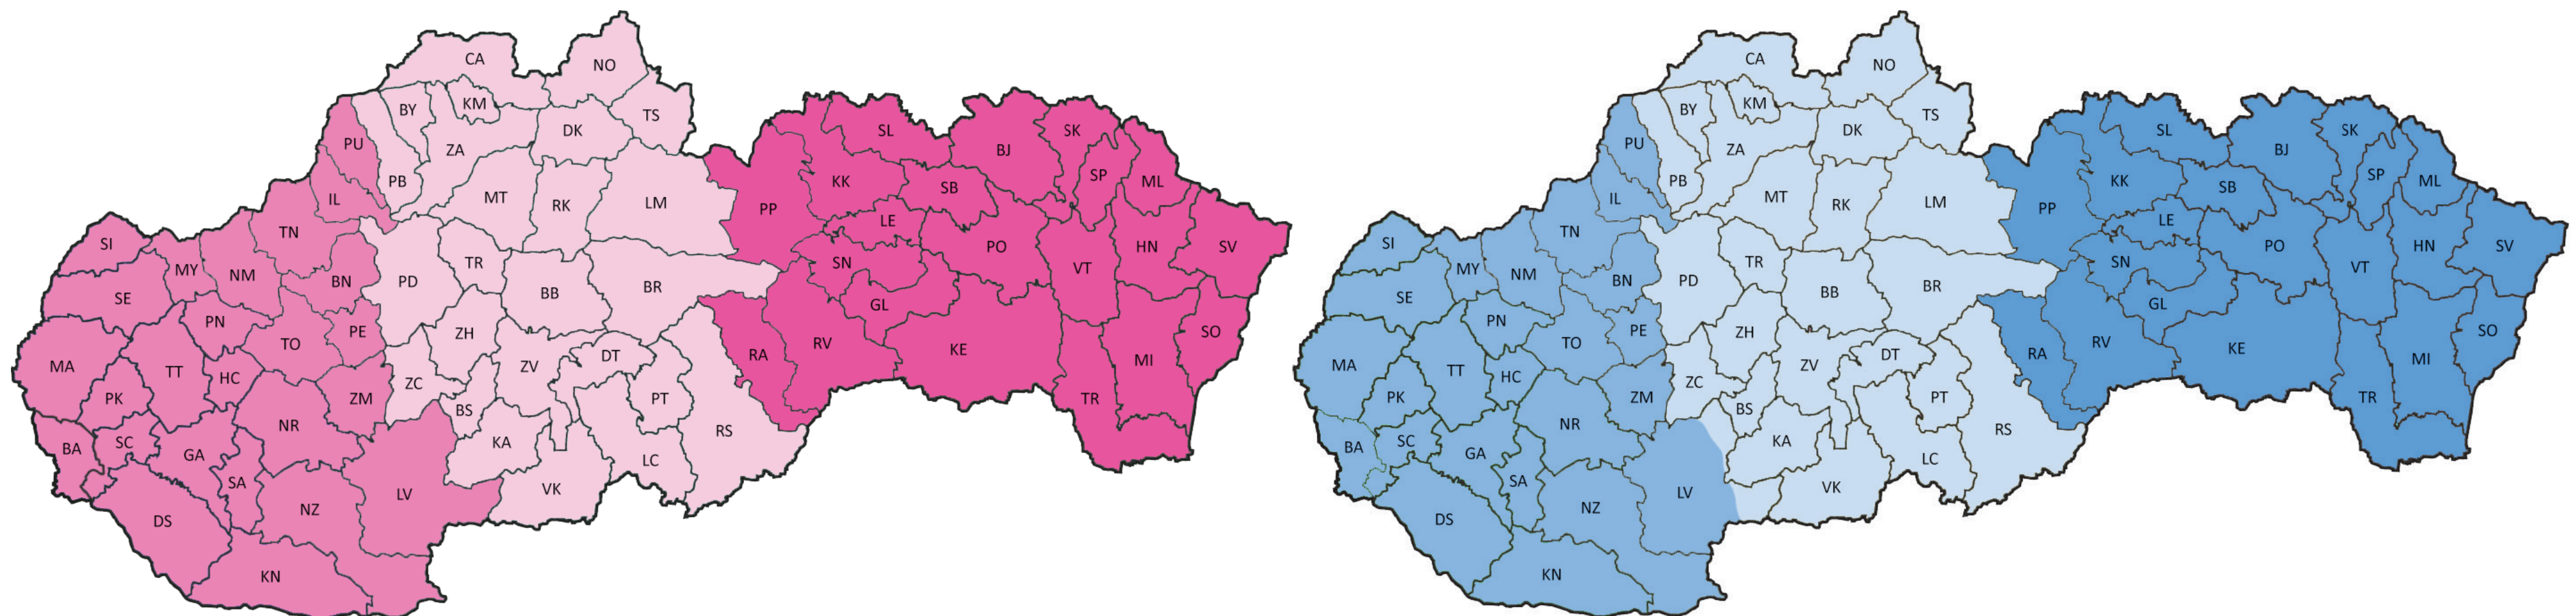 CA
NO
BY
KM
TS
DK
PU
ZA
SL
SK
BJ
PB
KK
SP
ML
SB
IL
MT
RK
LM
PP
LE
TN
SI
MY
NM
PO
HN
SV
TR
SN
VT
BN
PD
BB
BR
SE
GL
PN
PE
ZH
TO
RV
KE
SO
DT
RA
MI
MA
TT
HC
ZV
ZC
PK
ZM
PT
TR
BS
NR
RS
BA
SC
KA
GA
LC
SA
VK
LV
NZ
DS
KN
CA
NO
BY
KM
TS
DK
PU
ZA
SL
SK
BJ
PB
KK
SP
ML
SB
IL
MT
RK
LM
PP
LE
TN
SI
MY
NM
PO
HN
SV
TR
SN
VT
BN
PD
BB
BR
SE
GL
PN
PE
ZH
TO
RV
KE
SO
DT
RA
MI
MA
TT
HC
ZV
ZC
PK
ZM
PT
TR
BS
NR
RS
BA
SC
KA
GA
LC
SA
VK
LV
NZ
DS
KN